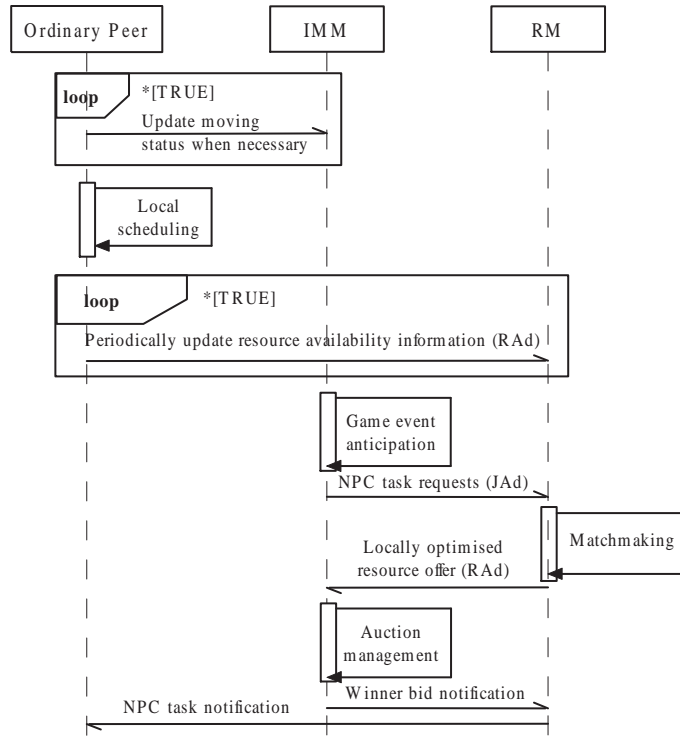 Ordinary Peer
IMM
RM
loop
*[TRUE]
Update moving
status when necessary
Local
scheduling
loop
*[TRUE]
Periodically update resource availability information (RAd)
Game event
anticipation
NPC task requests (JAd)
Matchmaking
Locally optimised
resource offer (RAd)
Auction
management
Winner bid notification
NPC task notification